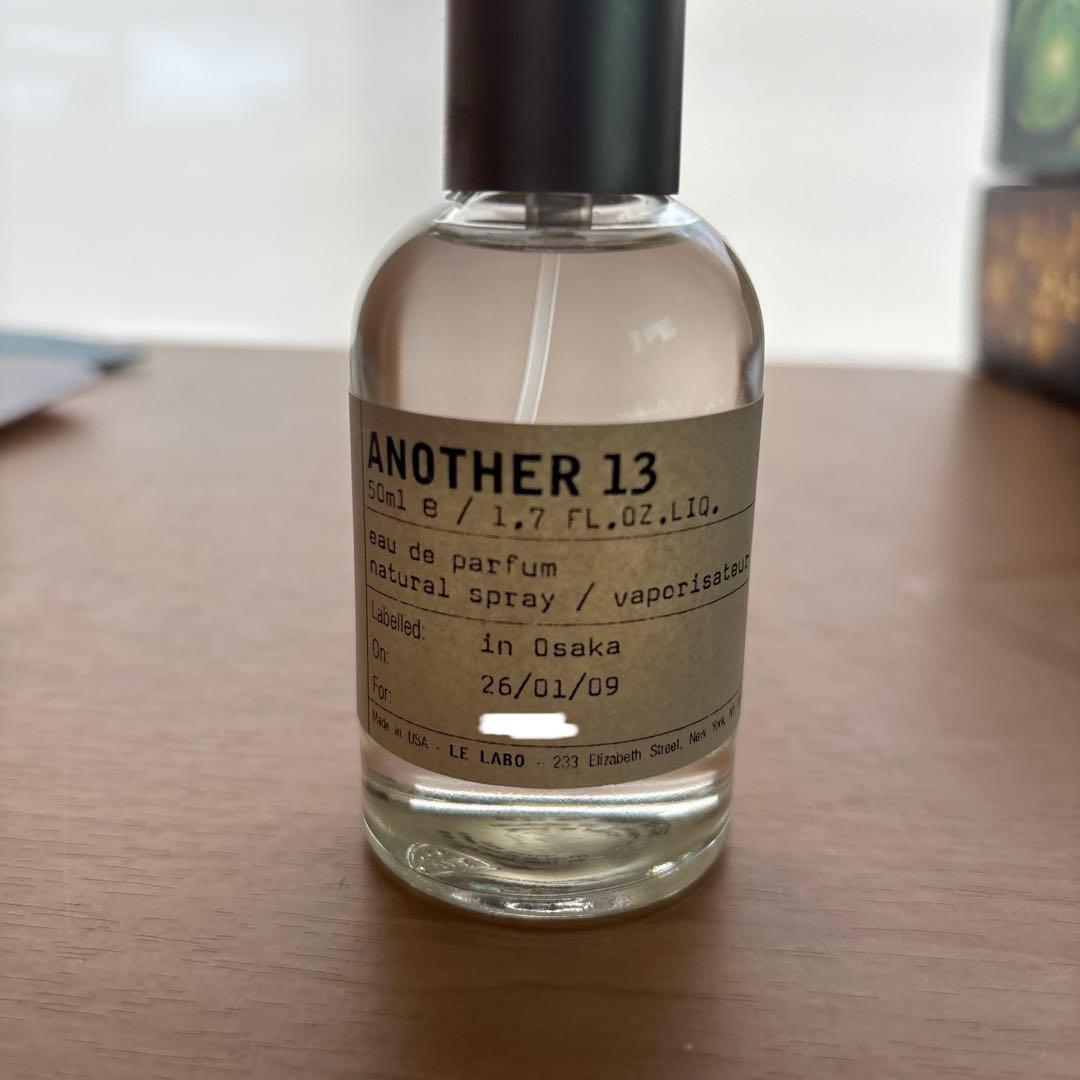 ANOTHER 13
50ml e / 1.7 FL.OZ.LIQ.
eau de parfum
natural spray / vaporisateur
Labelled: in Osaka
On: 26/01/09
For:
Made in USA - LE LABO - 233 Elizabeth Street, New York,